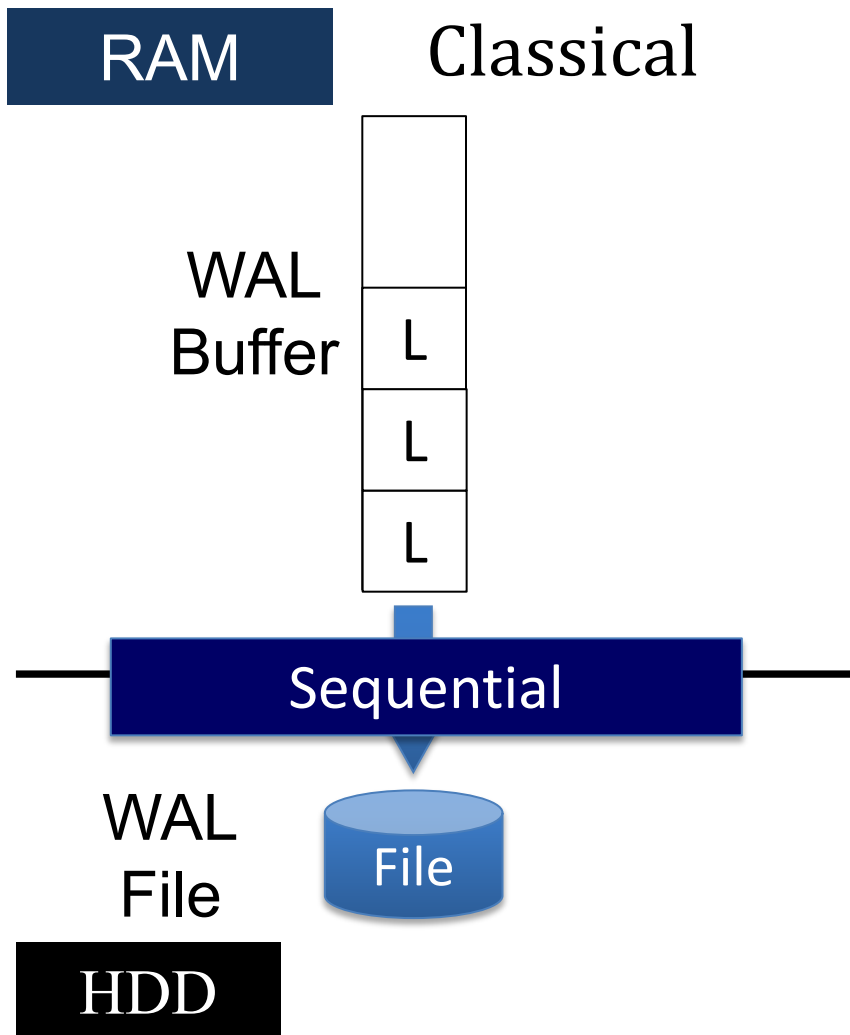 RAM
Classical
WAL
Buffer
L
L
L
Sequential
WAL
File
File
HDD